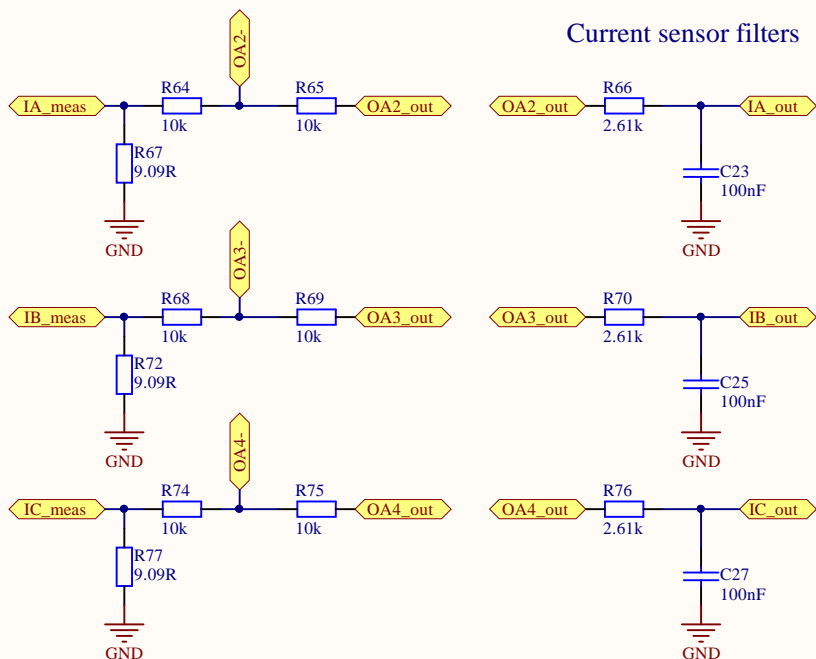 Current sensor filters
OA2-
IA_meas
R64
10k
R65
10k
OA2_out
R67
9.09R
GND
OA2_out
R66
2.61k
IA_out
C23
100nF
GND
OA3-
IB_meas
R68
10k
R69
10k
OA3_out
R72
9.09R
GND
OA3_out
R70
2.61k
IB_out
C25
100nF
GND
OA4-
IC_meas
R74
10k
R75
10k
OA4_out
R77
9.09R
GND
OA4_out
R76
2.61k
IC_out
C27
100nF
GND